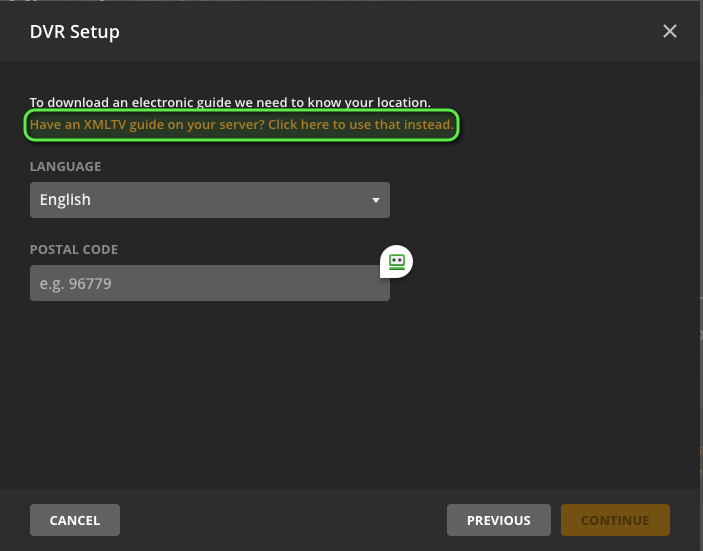 DVR Setup
To download an electronic guide we need to know your location.
Have an XMLTV guide on your server? Click here to use that instead.
LANGUAGE
English
POSTAL CODE
e.g. 96779
CANCEL
PREVIOUS
CONTINUE